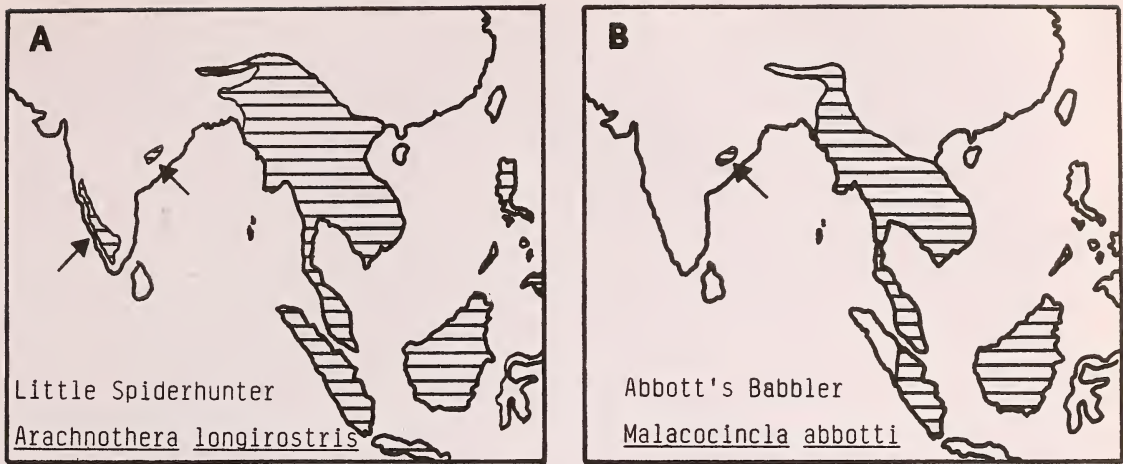 A
Little Spiderhunter
Arachnothera longirostris
B
Abbott's Babbler
Malacocincla abbotti